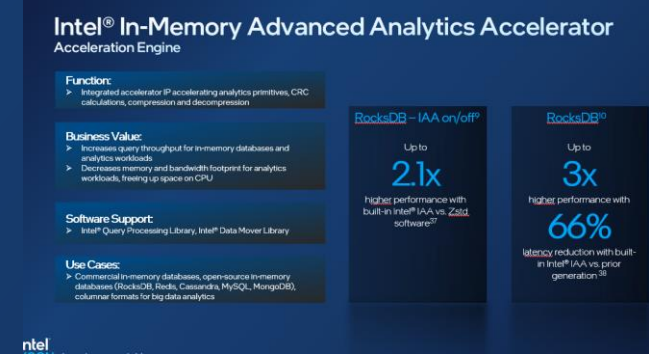 Intel® In-Memory Advanced Analytics Accelerator
Acceleration Engine
Function:
➢ Integrated accelerator IP accelerating analytics primitives, CRC
calculations, compression and decompression
Business Value:
➢ Increases query throughput for in-memory databases and
analytics workloads
➢ Decreases memory and bandwidth footprint for analytics
workloads, freeing up space on CPU
Software Support:
➢ Intel® Query Processing Library, Intel® Data Mover Library
Use Cases:
➢ Commercial in-memory databases, open-source in-memory
databases (RocksDB, Redis, Cassandra, MySQL, MongoDB),
columnar formats for big data analytics
RocksDB – IAA on/off⁹
Up to
2.1x
higher performance with
built-in Intel® IAA vs. Zstd
software³⁷
RocksDB¹⁰
Up to
3x
higher performance with
66%
latency reduction with built-
in Intel® IAA vs. prior
generation ³⁸
ntel